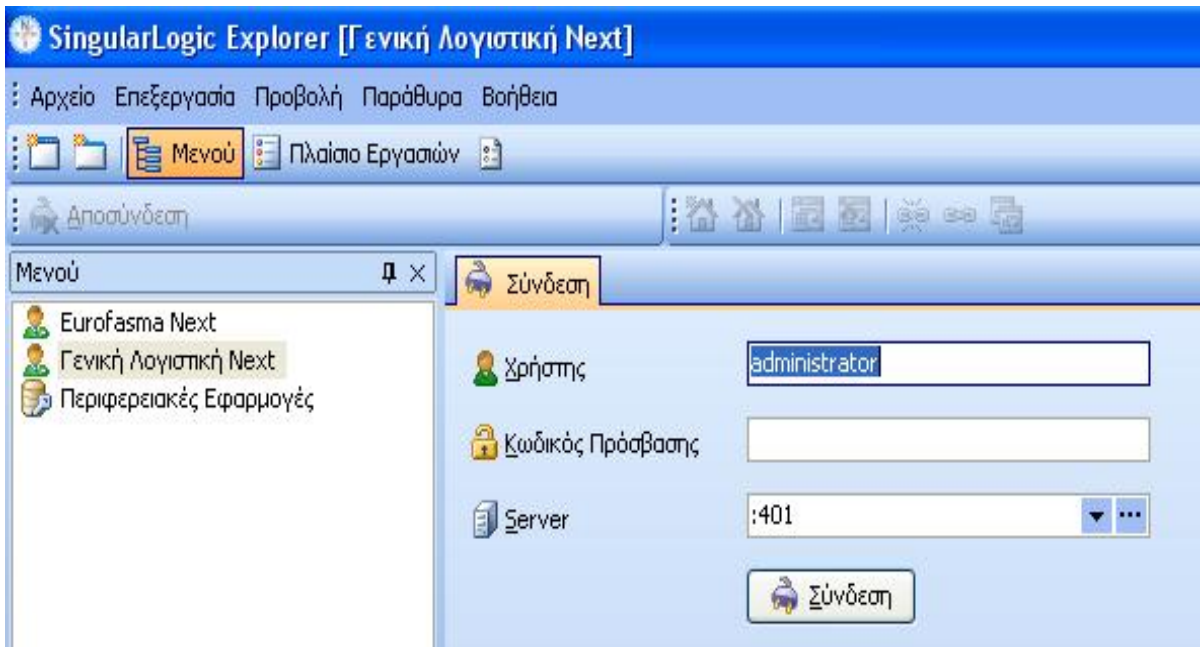 SingularLogic Explorer [Γενική Λογιστική Next]
Αρχείο Επεξεργασία Προβολή Παράθυρα Βοήθεια
Μενού Πλαίσιο Εργασιών
Αποσύνδεση
Μενού
Σύνδεση
Eurofasma Next
Γενική Λογιστική Next
Περιφερειακές Εφαρμογές
Χρήστης administrator
Κωδικός Πρόσβασης
Server :401
Σύνδεση